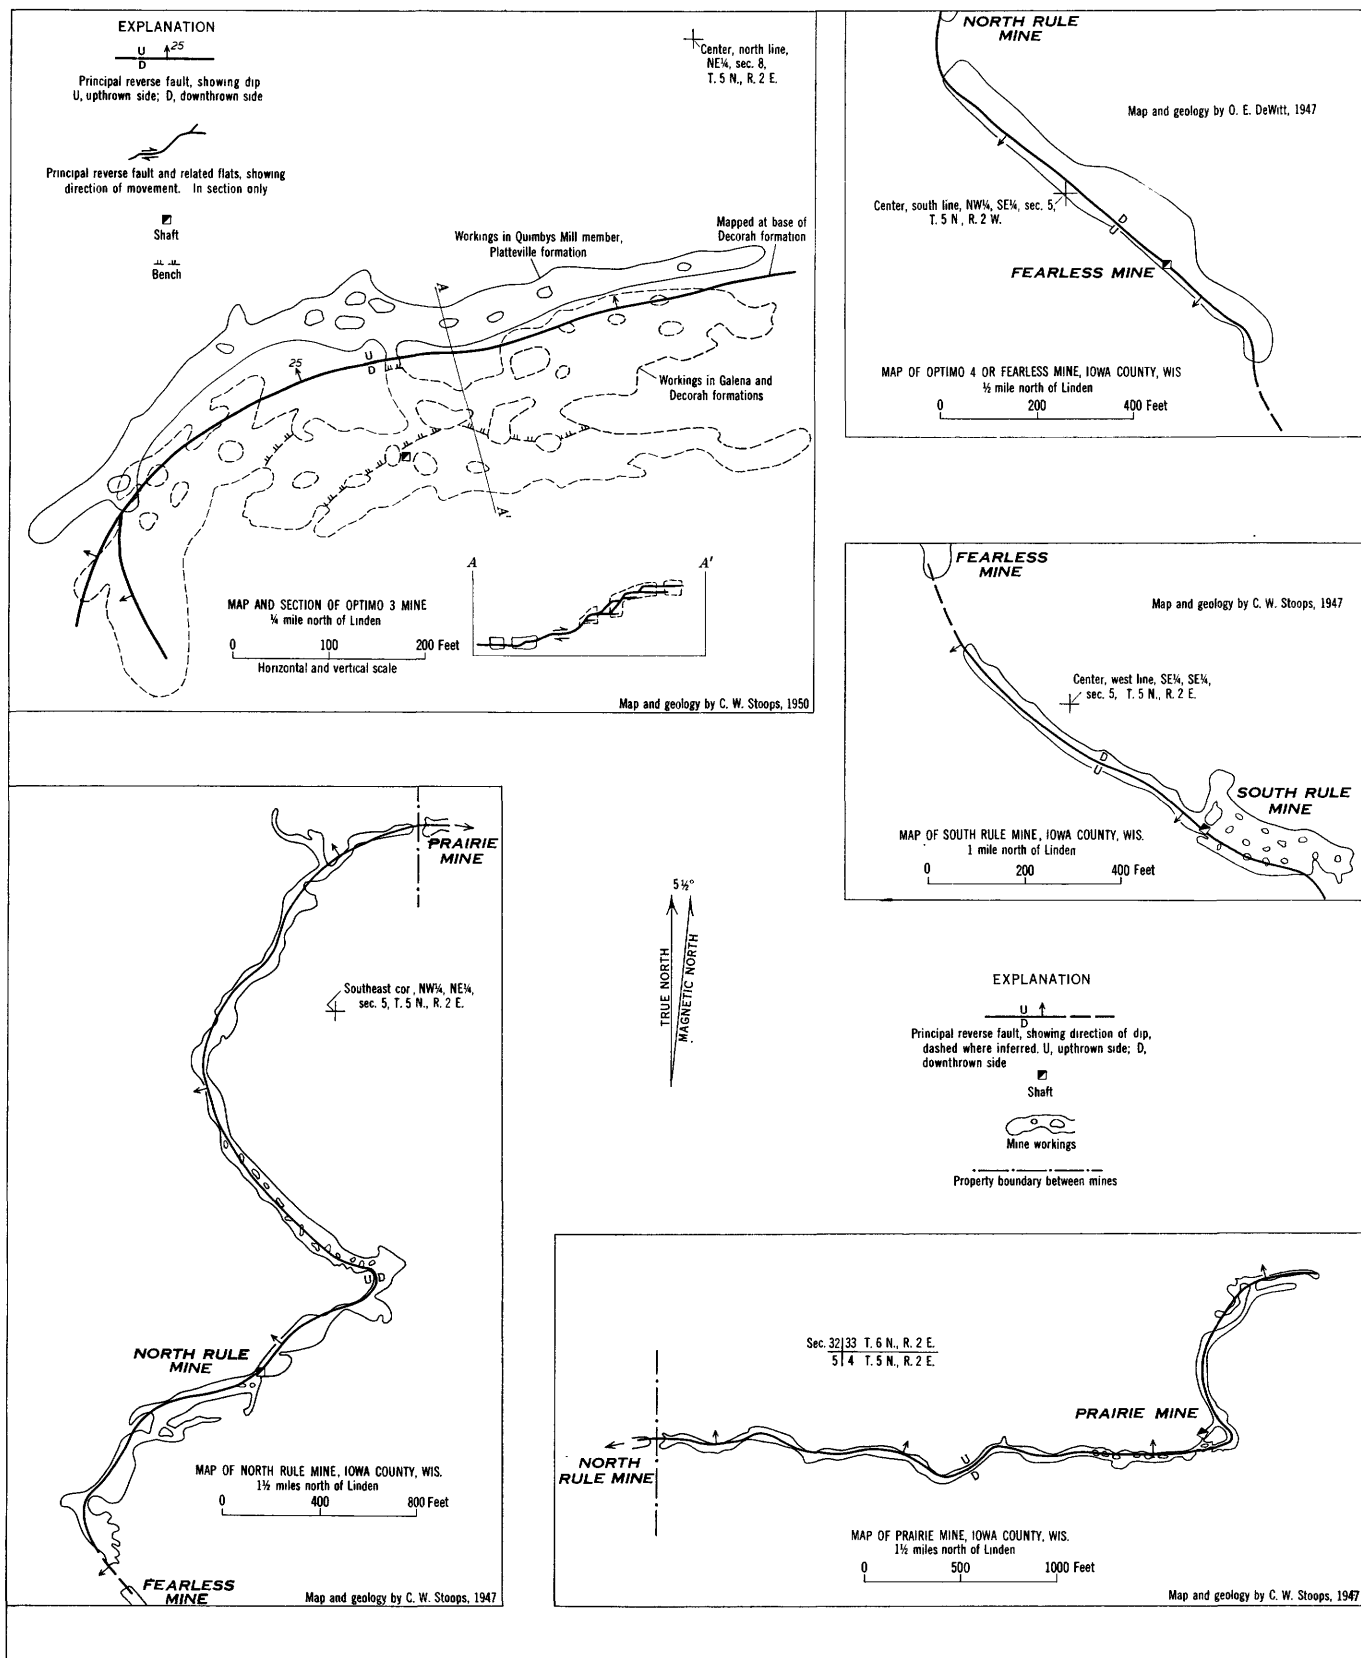 EXPLANATION
U
25
D
Principal reverse fault, showing dip
U, upthrown side; D, downthrown side
Principal reverse fault and related flats, showing
direction of movement. In section only
Shaft
Bench
Center, north line,
NE¼, sec. 8,
T. 5 N., R. 2 E.
Workings in Quimbys Mill member,
Platteville formation
Mapped at base of
Decorah formation
A
U
D
25
Workings in Galena and
Decorah formations
A'
A
A'
MAP AND SECTION OF OPTIMO 3 MINE
¼ mile north of Linden
0 100 200 Feet
Horizontal and vertical scale
Map and geology by C. W. Stoops, 1950
NORTH RULE
MINE
Map and geology by O. E. DeWitt, 1947
Center, south line, NW¼, SE¼, sec. 5,
T. 5 N, R. 2 W.
D
U
FEARLESS MINE
MAP OF OPTIMO 4 OR FEARLESS MINE, IOWA COUNTY, WIS
½ mile north of Linden
0 200 400 Feet
FEARLESS
MINE
Map and geology by C. W. Stoops, 1947
Center, west line, SE¼, SE¼,
sec. 5, T. 5 N., R. 2 E.
D
U
SOUTH RULE
MINE
MAP OF SOUTH RULE MINE, IOWA COUNTY, WIS.
1 mile north of Linden
0 200 400 Feet
PRAIRIE
MINE
Southeast cor, NW¼, NE¼,
sec. 5, T. 5 N., R. 2 E.
U D
NORTH RULE
MINE
MAP OF NORTH RULE MINE, IOWA COUNTY, WIS.
1½ miles north of Linden
0 400 800 Feet
FEARLESS
MINE
Map and geology by C. W. Stoops, 1947
5 ½°
TRUE NORTH
MAGNETIC NORTH
EXPLANATION
U
D
Principal reverse fault, showing direction of dip,
dashed where inferred. U, upthrown side; D,
downthrown side
Shaft
Mine workings
Property boundary between mines
Sec. 32 33 T. 6 N., R. 2 E.
5 4 T. 5 N., R. 2 E.
PRAIRIE MINE
U
D
NORTH
RULE MINE
MAP OF PRAIRIE MINE, IOWA COUNTY, WIS.
1½ miles north of Linden
0 500 1000 Feet
Map and geology by C. W. Stoops, 1947